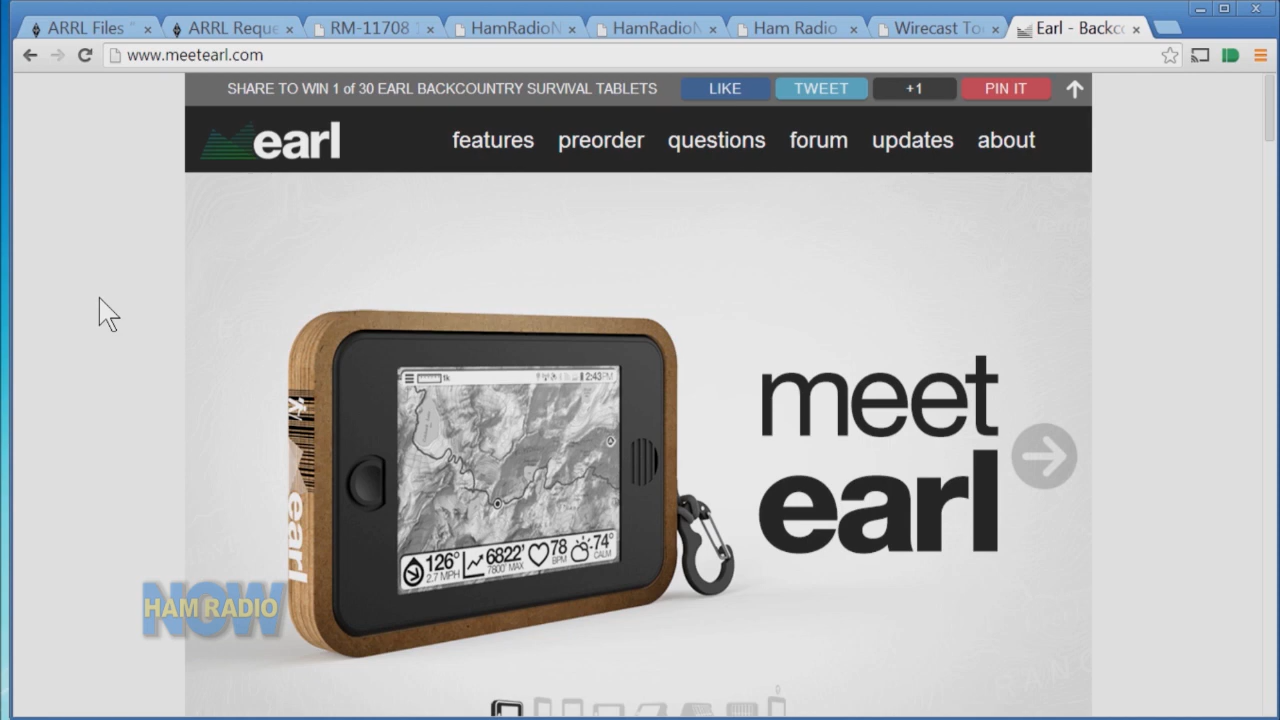 ARRL Files
ARRL Reque
RM-11708
HamRadioN
HamRadioN
Ham Radio
Wirecast To
Earl - Backc
www.meetearl.com
SHARE TO WIN 1 of 30 EARL BACKCOUNTRY SURVIVAL TABLETS
LIKE
TWEET
+1
PIN IT
earl
features
preorder
questions
forum
updates
about
2:43PM
126°
2.7 MPH
6822'
7800' MAX
78
BPM
74°
CALM
earl
meet
earl
NOW
HAM RADIO